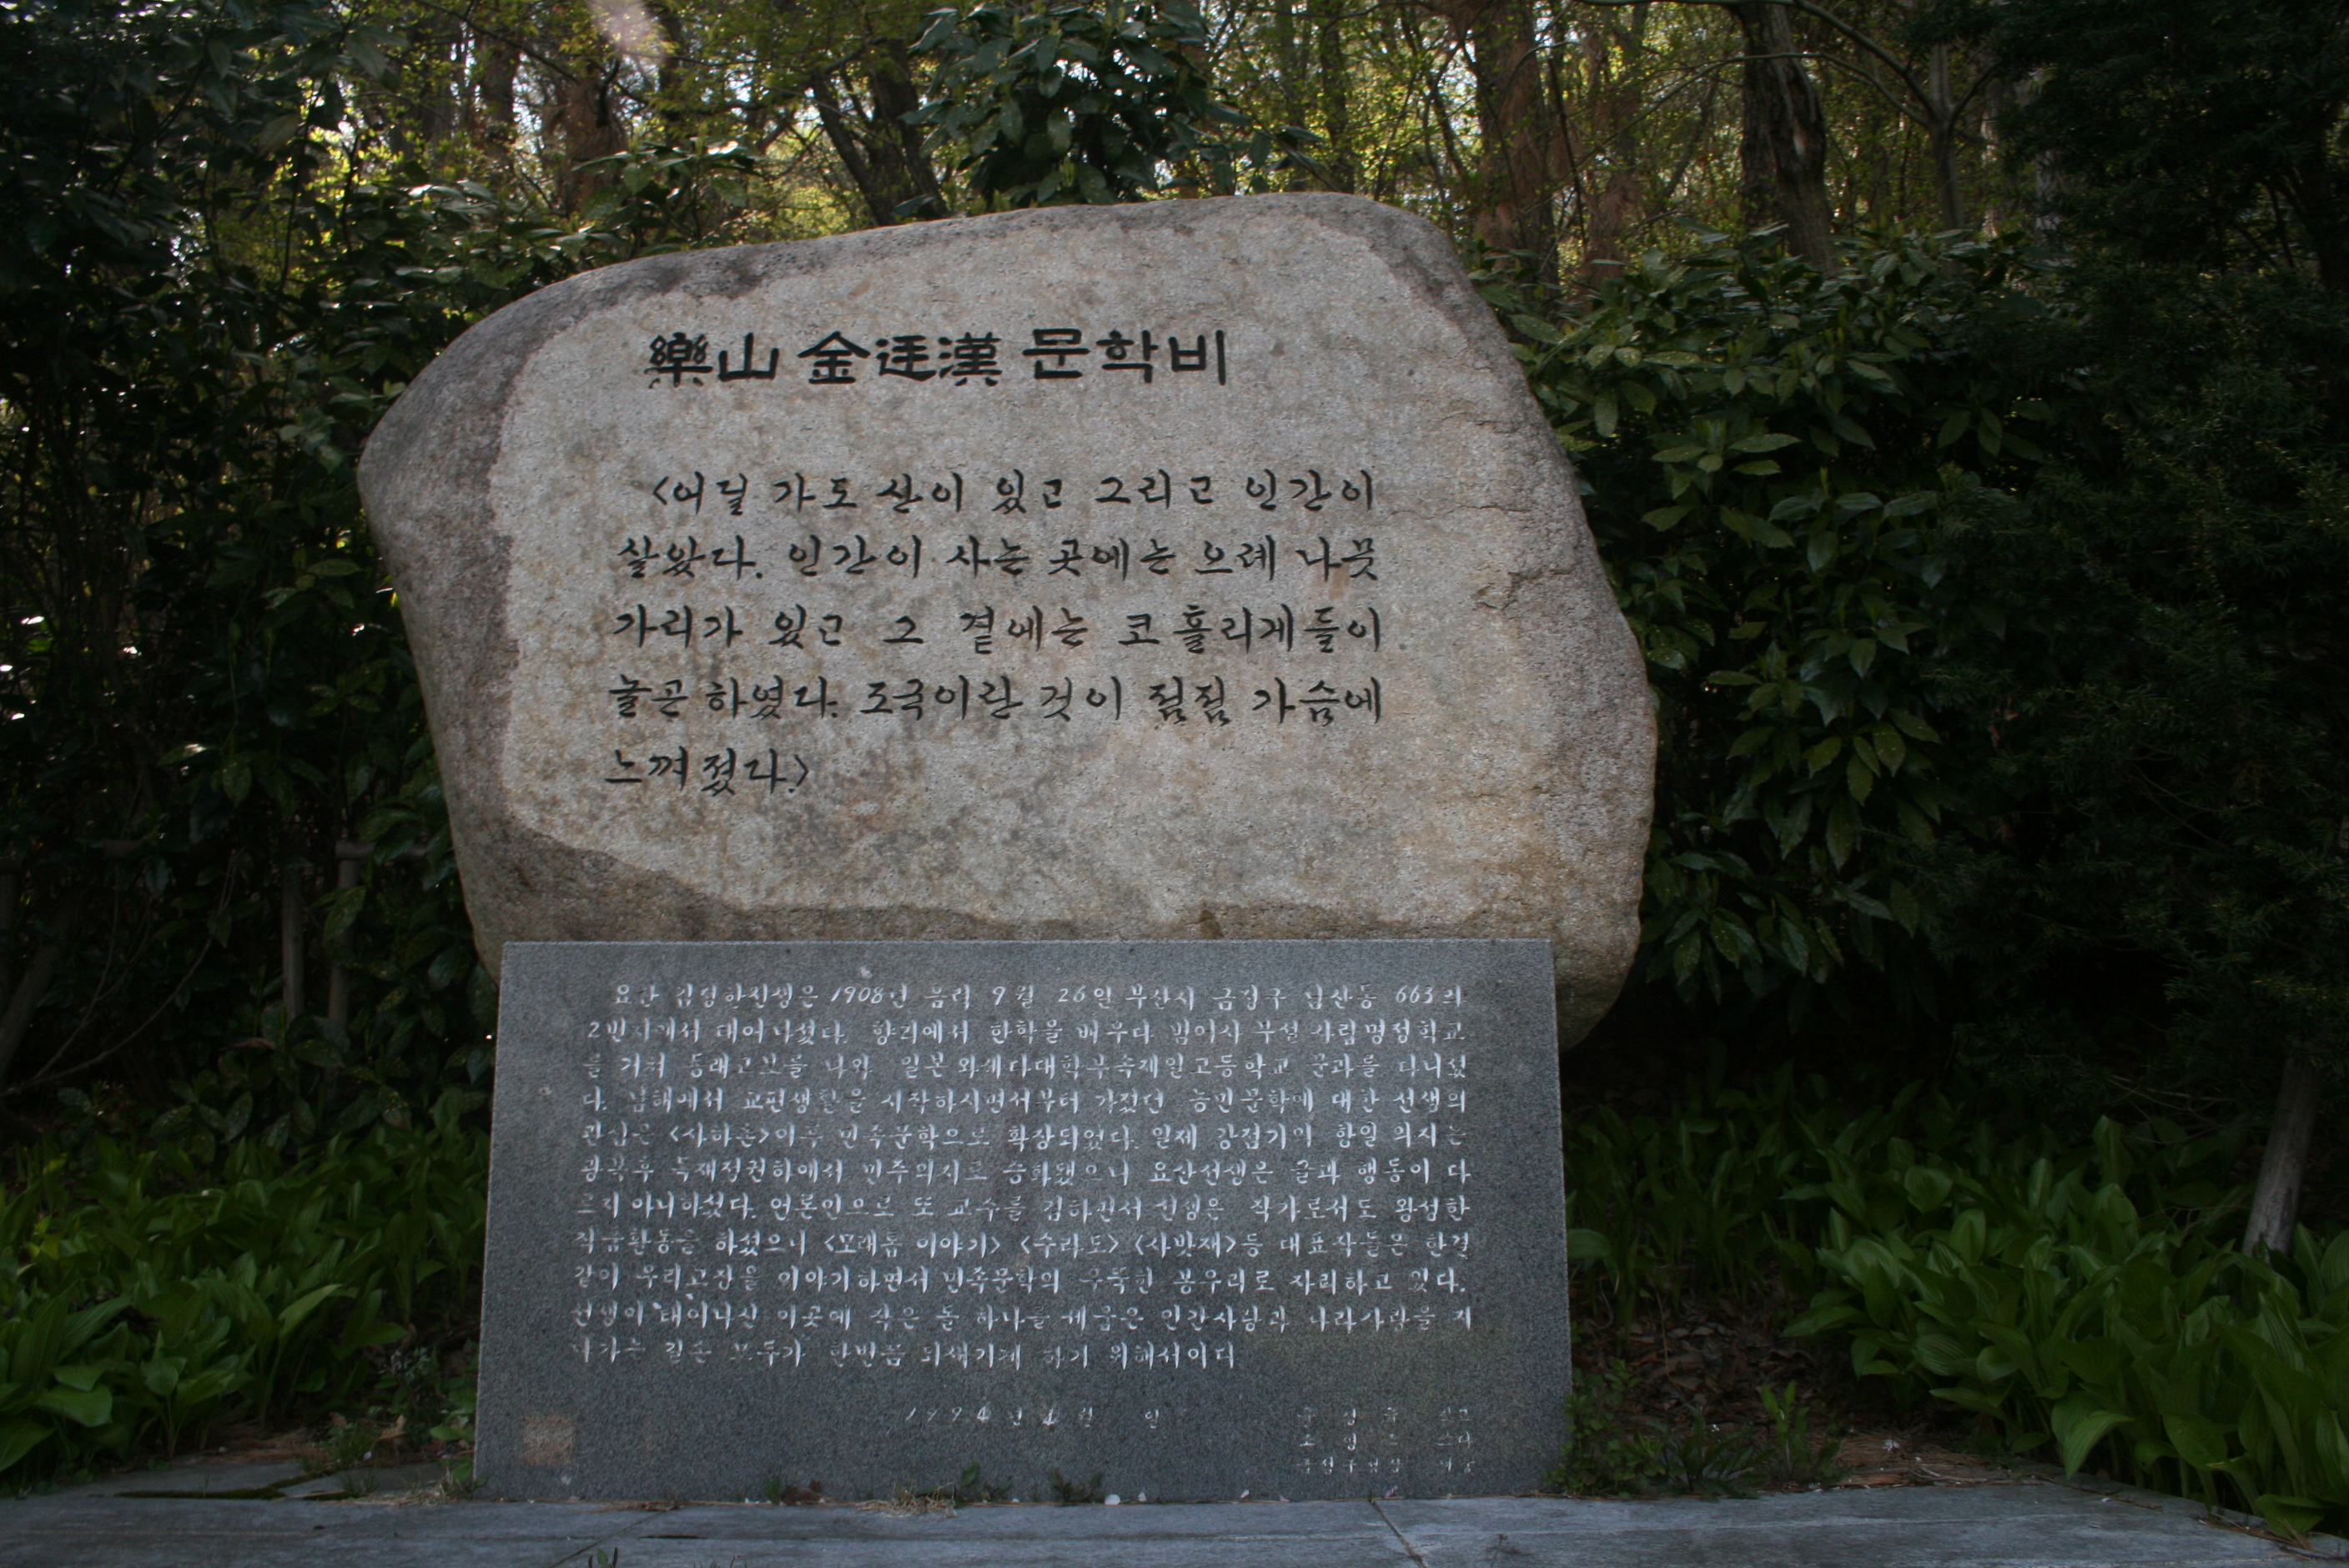 樂山 金廷漢 문학비
<어딜 가도 산이 있고 그리고 인간이
살았다. 인간이 사는 곳에는 으레 나뭇
가리가 있고 그 곁에는 코흘리게들이
놀곤 하였다. 조국이란 것이 점점 가슴에
느껴졌다.>
요산 김정한선생은 1908년 음력 9월 26일 부산시 금정구 남산동 663의
2번지에서 태어나셨다. 향리에서 한학을 배우다 범어사 부설 사립명정학교
를 거쳐 동래고보를 나와 일본 와세다대학부속제일고등학교 문과를 다니셨
다. 남해에서 교편생활을 시작하시면서부터 가졌던 농민문학에 대한 선생의
관심은 <사하촌>이후 민족문학으로 확장되었다. 일제 강점기의 항일 의지는
광복후 독재정권하에서 민주의지로 승화됐으니 요산선생은 글과 행동이 다
르지 아니하셨다. 언론인으로 또 교수를 겸하면서 선생은 작가로서도 왕성한
작품활동을 하셨으니 <모래톱 이야기> <수라도> <사밧재>등 대표작들은 한결
같이 우리고장을 이야기하면서 민족문학의 우뚝한 봉우리로 자리하고 있다.
선생이 태어나신 이곳에 작은 돌 하나를 세움은 인간사랑과 나라사랑을 지
나가는 길손 모두가 한번쯤 되새기게 하기 위해서이다
1994년 4월 일